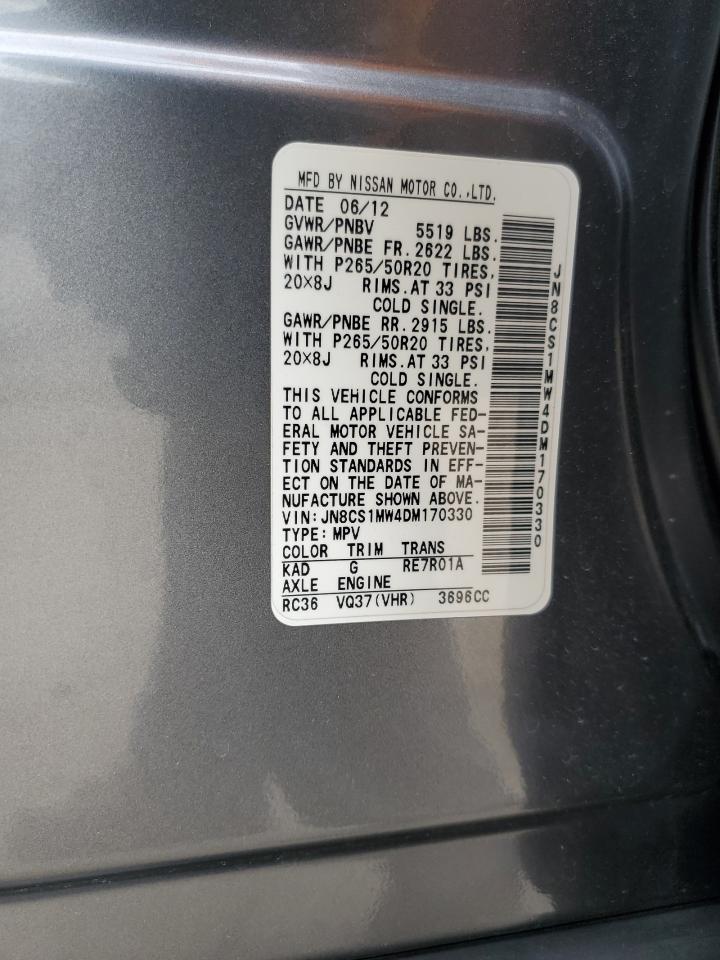 MFD BY NISSAN MOTOR CO.,LTD.
DATE 06/12
GVWR/PNBV 5519 LBS.
GAWR/PNBE FR. 2622 LBS.
WITH P265/50R20 TIRES,
20×8J RIMS.AT 33 PSI
COLD SINGLE.
GAWR/PNBE RR. 2915 LBS.
WITH P265/50R20 TIRES,
20×8J RIMS.AT 33 PSI
COLD SINGLE.
THIS VEHICLE CONFORMS
TO ALL APPLICABLE FED-
ERAL MOTOR VEHICLE SA-
FETY AND THEFT PREVEN-
TION STANDARDS IN EFF-
ECT ON THE DATE OF MA-
NUFACTURE SHOWN ABOVE.
VIN:JN8CS1MW4DM170330
TYPE:MPV
COLOR TRIM TRANS
KAD G RE7R01A
AXLE ENGINE
RC36 VQ37(VHR) 3696CC
JN8CS1MW4DM170330